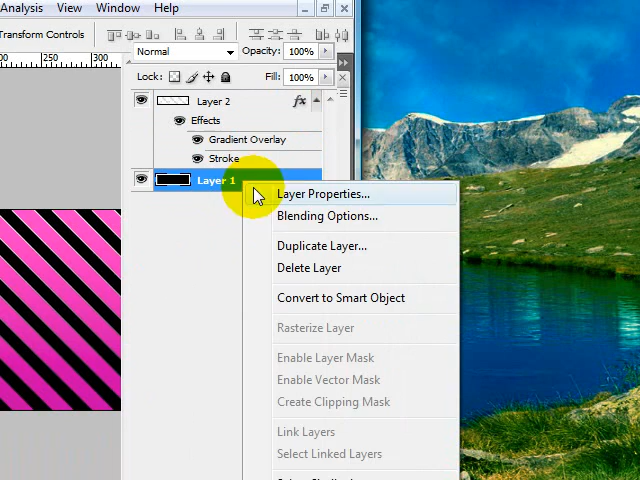 Analysis View Window Help
Transform Controls
250 300
Normal Opacity: 100%
Lock: Fill: 100%
Layer 2 fx
Effects
Gradient Overlay
Stroke
Layer 1
Layer Properties...
Blending Options...
Duplicate Layer...
Delete Layer
Convert to Smart Object
Rasterize Layer
Enable Layer Mask
Enable Vector Mask
Create Clipping Mask
Link Layers
Select Linked Layers